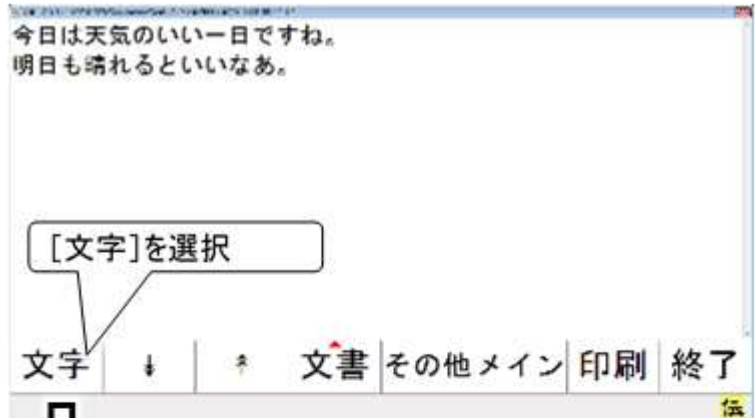 今日は天気のいい一日ですね。
明日も晴れるといいなあ。
[文字]を選択
文字 ↡ ↟ 文書 その他 メイン 印刷 終了
伝